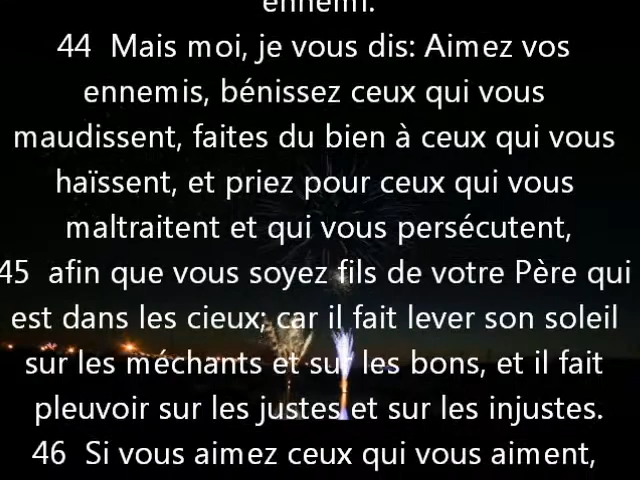 ennemi.
44 Mais moi, je vous dis: Aimez vos
ennemis, bénissez ceux qui vous
maudissent, faites du bien à ceux qui vous
haïssent, et priez pour ceux qui vous
maltraitent et qui vous persécutent,
45 afin que vous soyez fils de votre Père qui
est dans les cieux; car il fait lever son soleil
sur les méchants et sur les bons, et il fait
pleuvoir sur les justes et sur les injustes.
46 Si vous aimez ceux qui vous aiment,